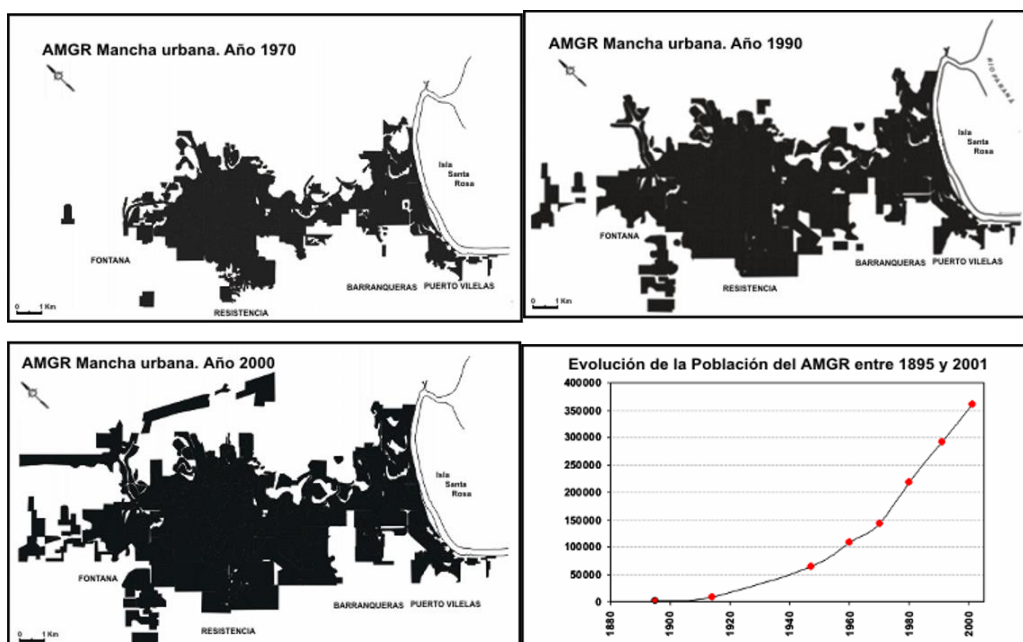 AMGR Mancha urbana. Año 1970
Isla
Santa
Rosa
FONTANA
BARRANQUERAS PUERTO VILELAS
0 1 Km
RESISTENCIA
AMGR Mancha urbana. Año 1990
RÍO PARANÁ
Isla
Santa
Rosa
FONTANA
BARRANQUERAS PUERTO VILELAS
RESISTENCIA
0 1 Km
AMGR Mancha urbana. Año 2000
Isla
Santa
Rosa
FONTANA
BARRANQUERAS PUERTO VILELAS
0 1 Km
RESISTENCIA
Evolución de la Población del AMGR entre 1895 y 2001
400000
350000
300000
250000
200000
150000
100000
50000
0
1880 1900 1920 1940 1960 1980 2000